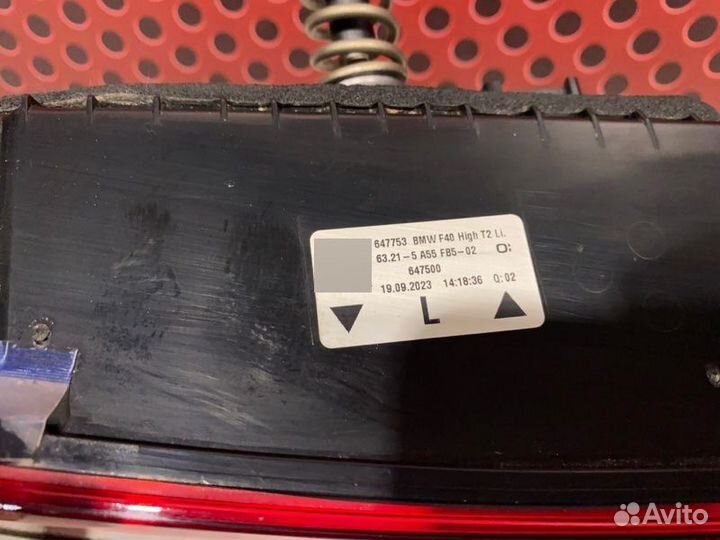 647753 BMW F40 High T2 Li.
63.21-5 A55 FB5-02 O:
647500
19.09.2023 14:18:36 Q:02
L
Avito